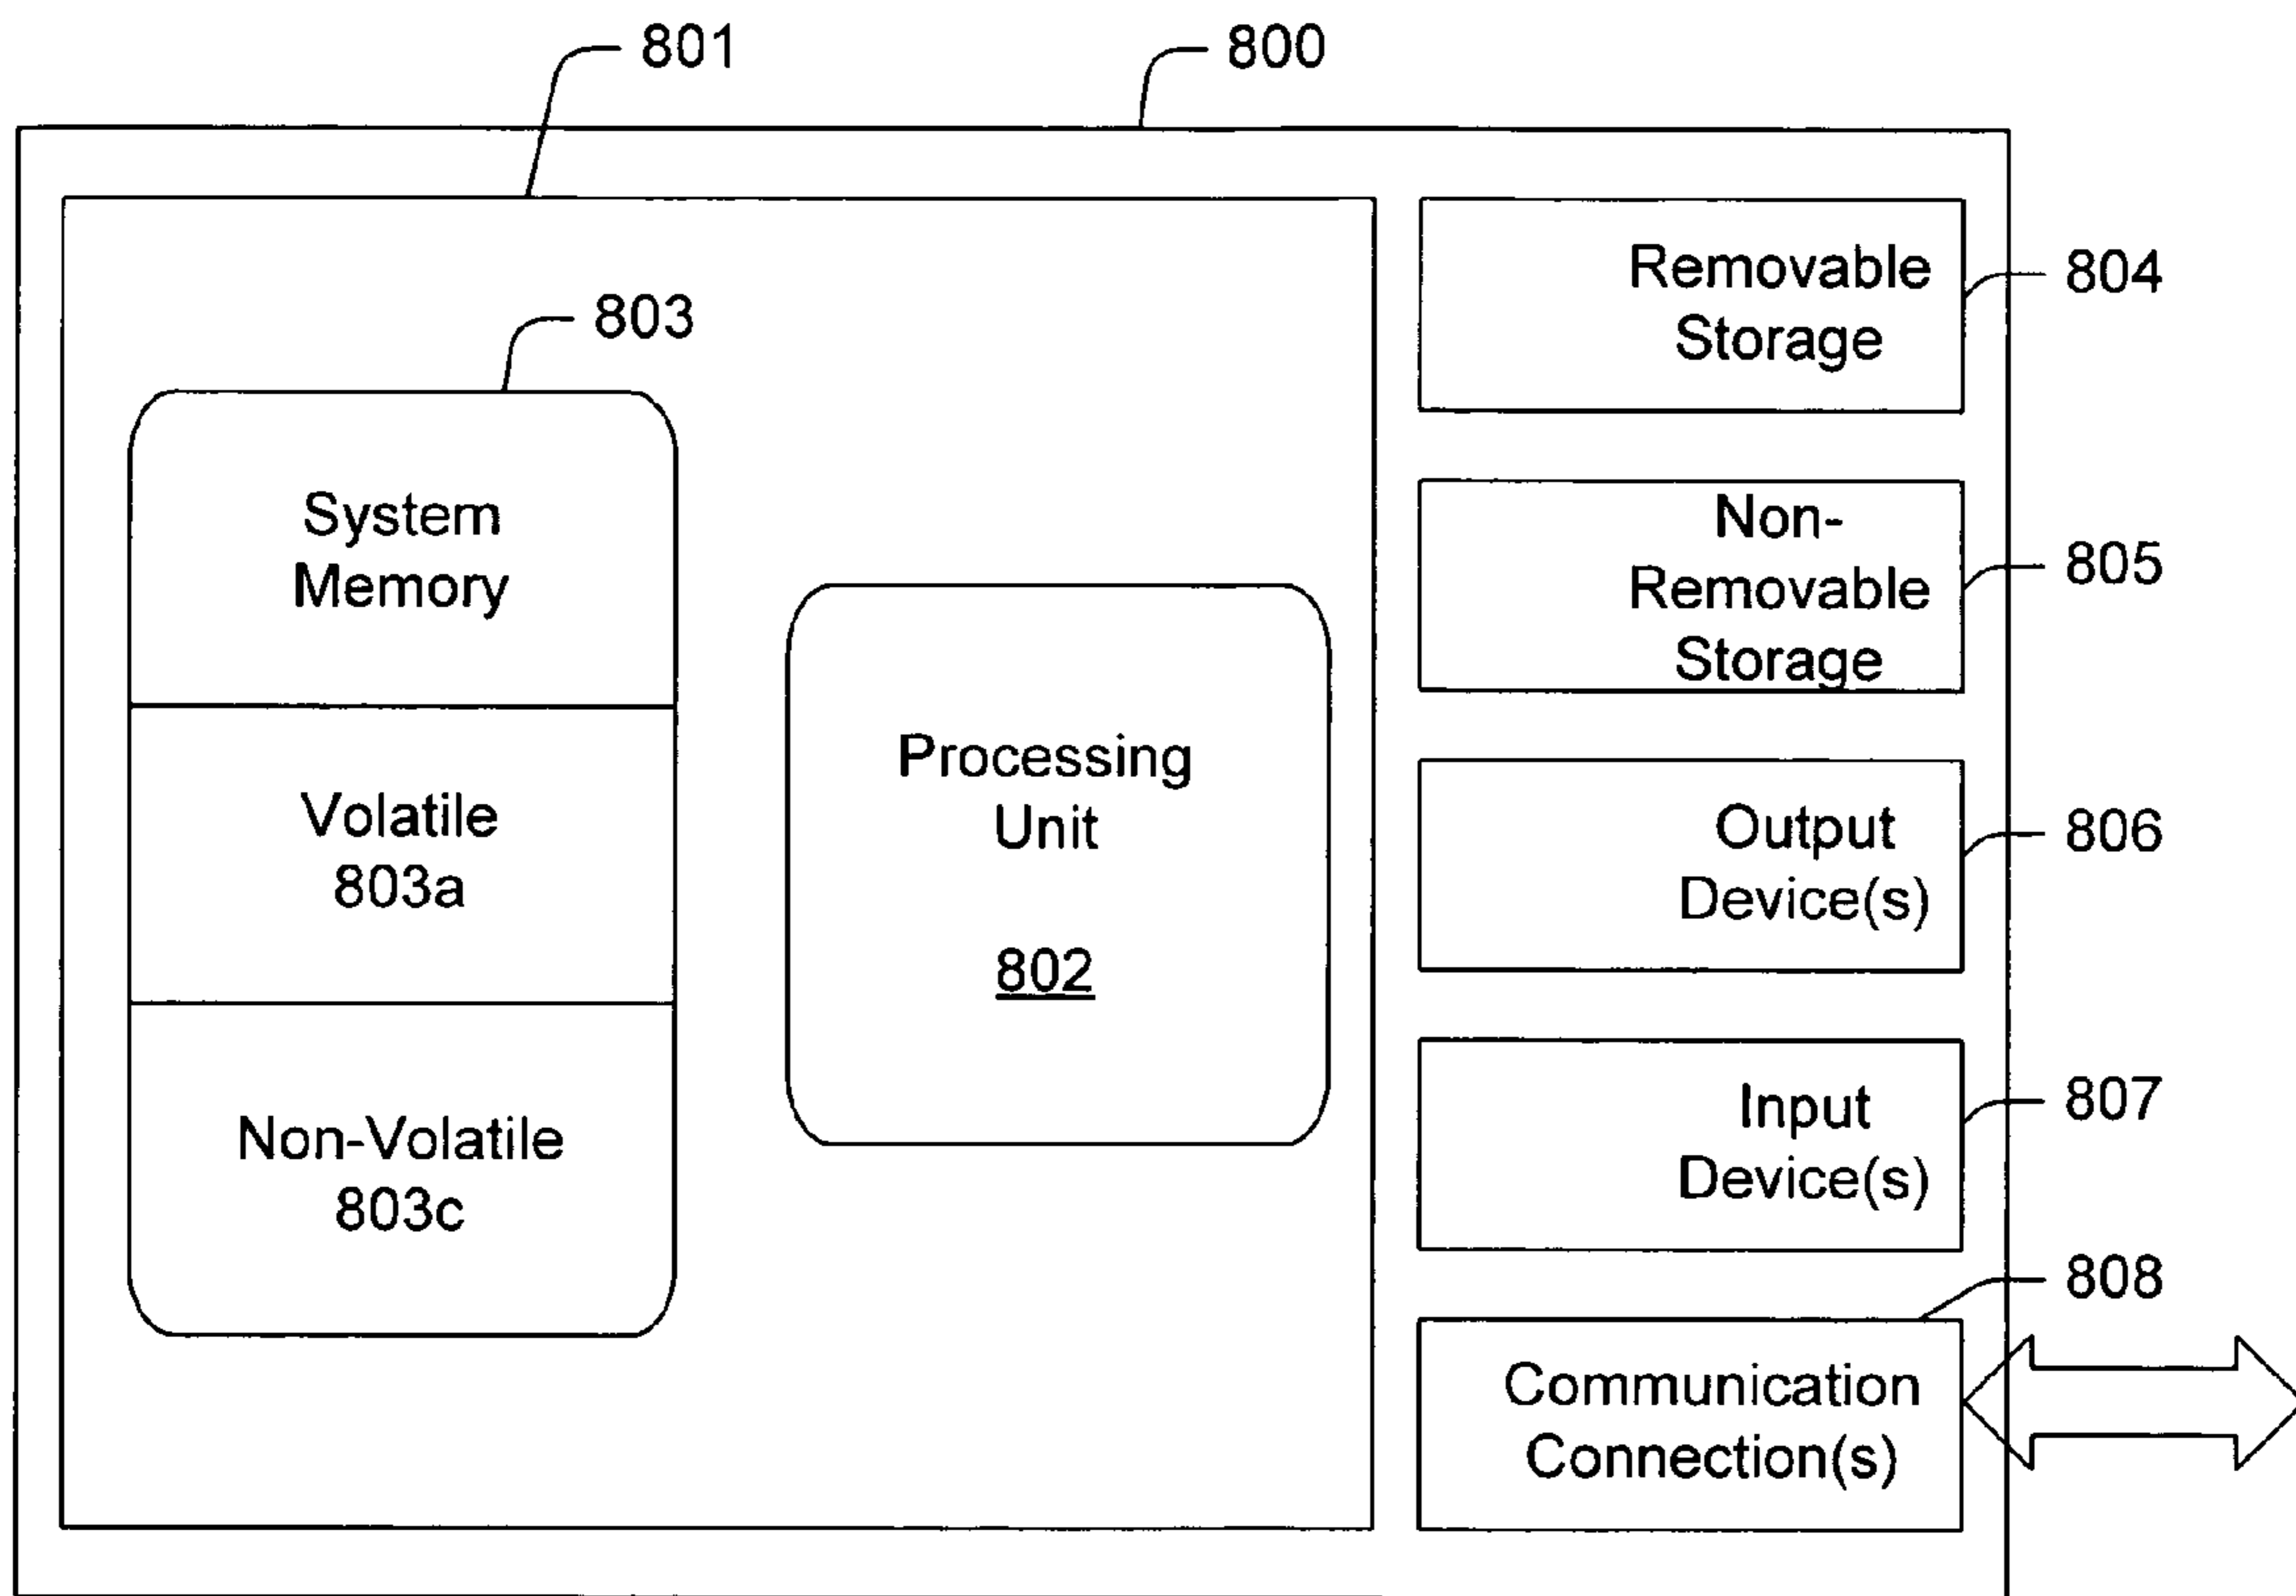 801
800
803
System
Memory
Volatile
803a
Non-Volatile
803c
Processing
Unit
802
Removable
Storage
804
Non-
Removable
Storage
805
Output
Device(s)
806
Input
Device(s)
807
808
Communication
Connection(s)